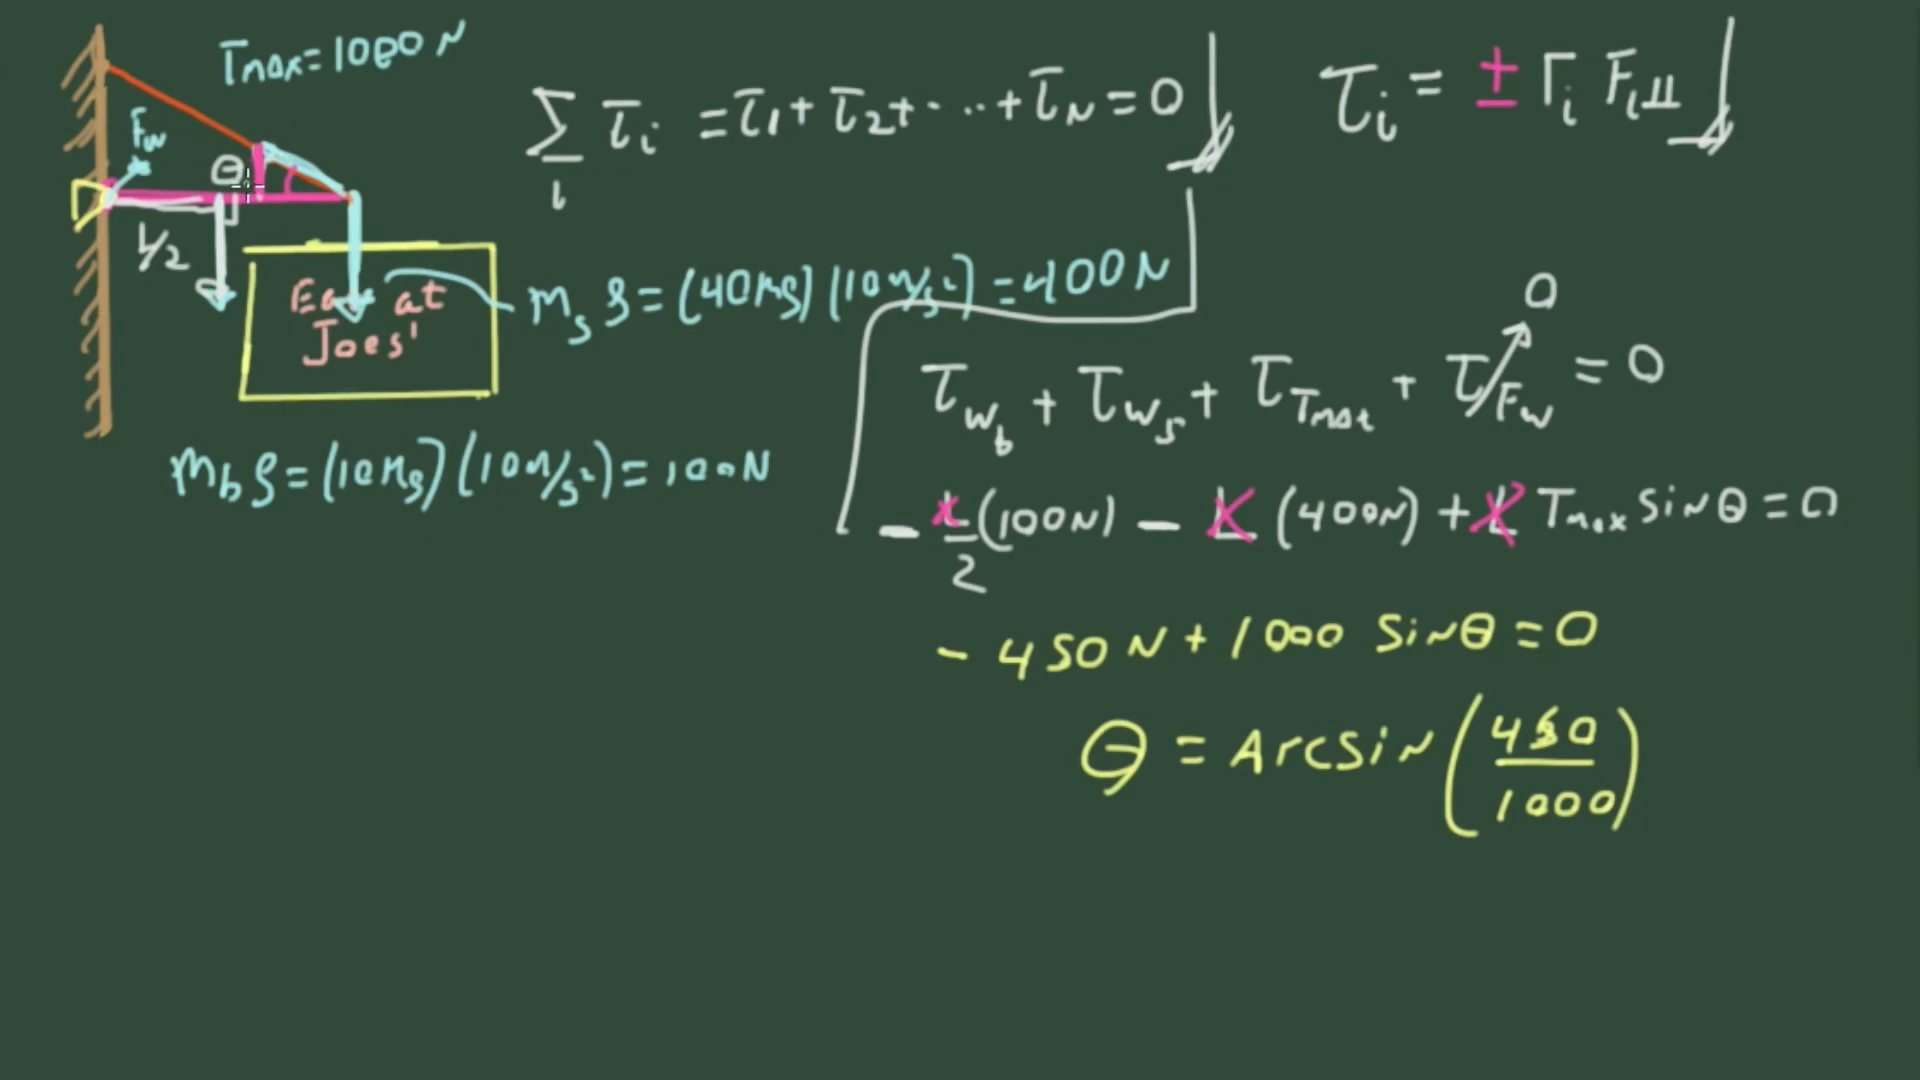 Tmax = 1000 N
Σ τi = τ1 + τ2 + ... + τN = 0
i
τi = ± ri Fi⊥
Fw
θ
L/2
Eat at
Joes'
ms g = (40 kg)(10 m/s²) = 400 N
0
τWb + τWs + τTmax + τFw = 0
mb g = (10 kg)(10 m/s²) = 100 N
- L/2 (100N) - L (400N) + L Tmax sin θ = 0
- 450 N + 1000 sin θ = 0
θ = Arcsin (450/1000)